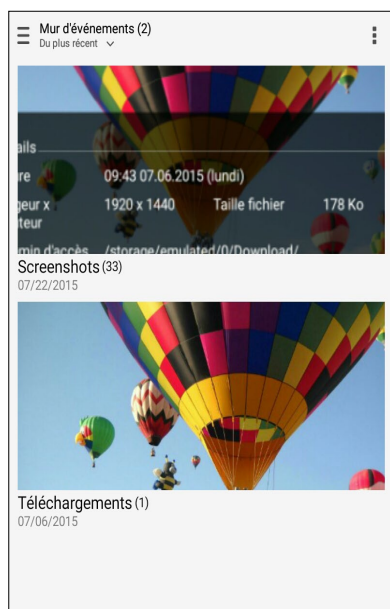 Mur d'événements (2)
Du plus récent
ails
re 09:43 07.06.2015 (lundi)
geur x 1920 x 1440 Taille fichier 178 Ko
teur
min d'accès /storage/emulated/0/Download/
Screenshots (33)
07/22/2015
Téléchargements (1)
07/06/2015